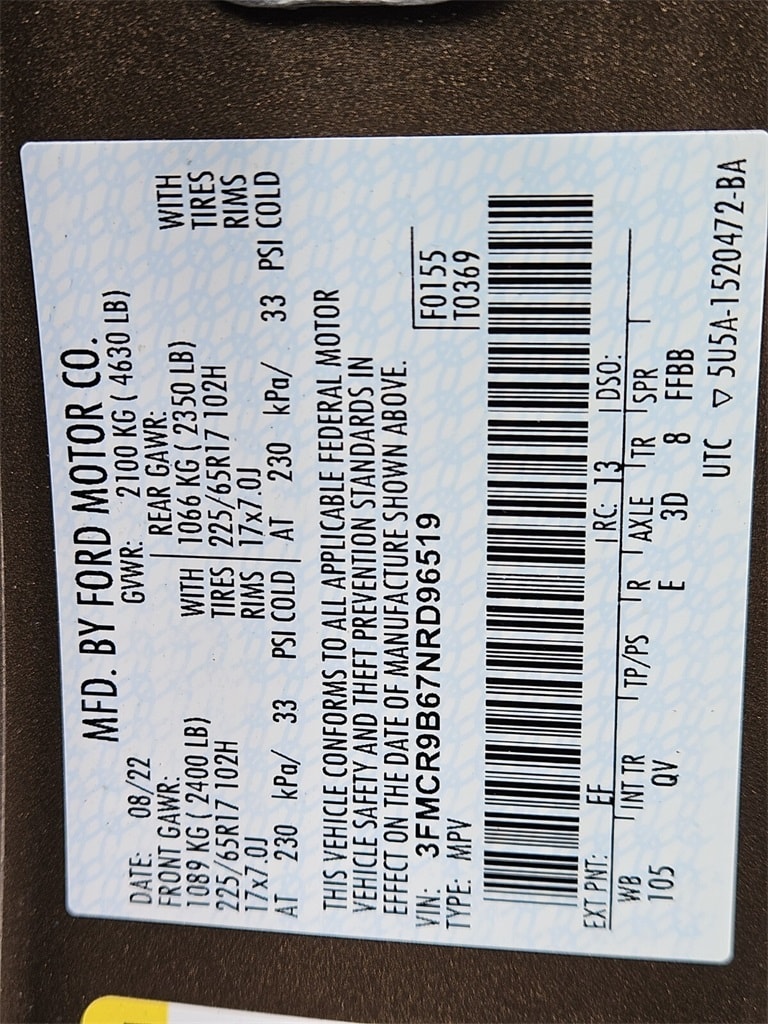 MFD. BY FORD MOTOR CO.
DATE: 08/22 GVWR: 2100 KG ( 4630 LB)
FRONT GAWR: REAR GAWR:
1089 KG ( 2400 LB) WITH 1066 KG ( 2350 LB) WITH
225/65R17 102H TIRES 225/65R17 102H TIRES
17x7.0J RIMS 17x7.0J RIMS
AT 230 kPa/ 33 PSI COLD AT 230 kPa/ 33 PSI COLD
THIS VEHICLE CONFORMS TO ALL APPLICABLE FEDERAL MOTOR
VEHICLE SAFETY AND THEFT PREVENTION STANDARDS IN
EFFECT ON THE DATE OF MANUFACTURE SHOWN ABOVE.
VIN: 3FMCR9B67NRD96519 F0155
TYPE: MPV T0369
EXT PNT: EF RC: 13 DSO:
WB INT TR TP/PS R AXLE TR SPR
105 QV E 3D 8 FFBB
UTC ▽ 5U5A-1520472-BA